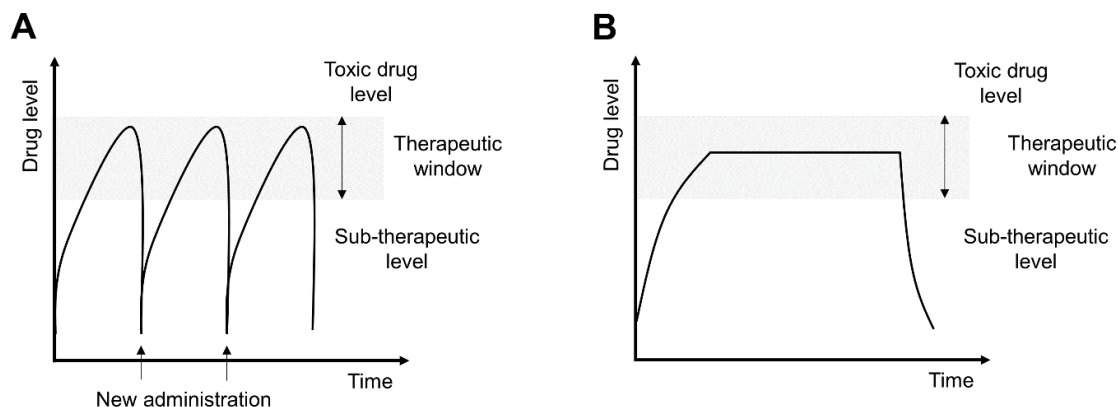 A
Drug level
Toxic drug
level
Therapeutic
window
Sub-therapeutic
level
Time
New administration
B
Drug level
Toxic drug
level
Therapeutic
window
Sub-therapeutic
level
Time